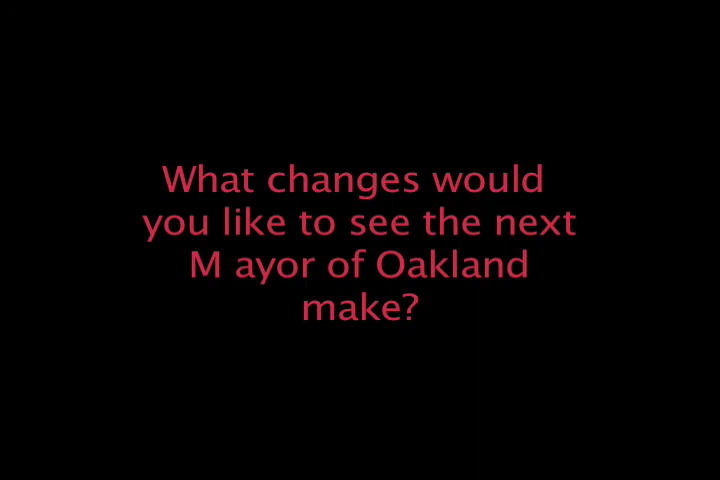 What changes would
you like to see the next
M ayor of Oakland
make?